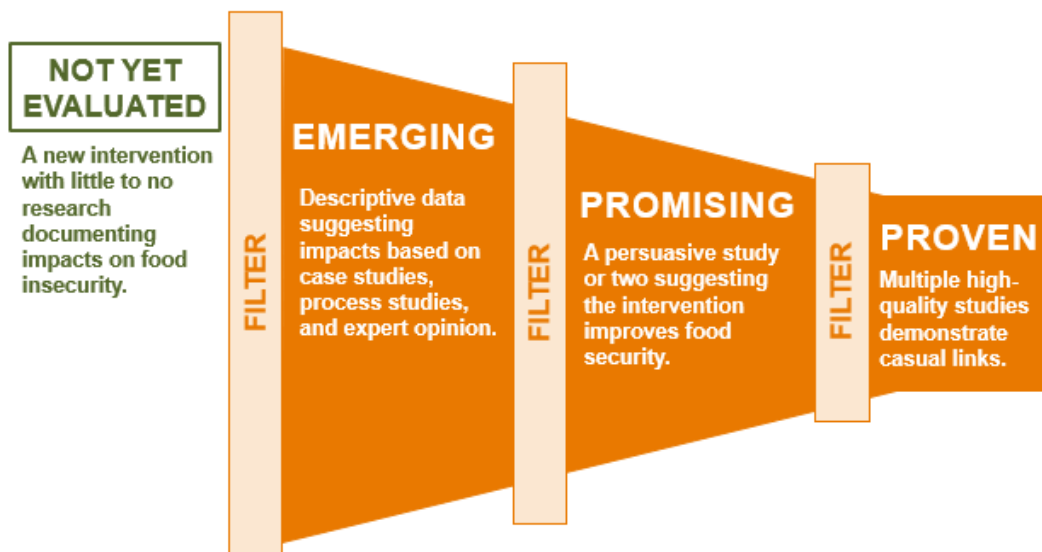 NOT YET
EVALUATED
A new intervention
with little to no
research
documenting
impacts on food
insecurity.
FILTER
EMERGING
Descriptive data
suggesting
impacts based on
case studies,
process studies,
and expert opinion.
FILTER
PROMISING
A persuasive study
or two suggesting
the intervention
improves food
security.
FILTER
PROVEN
Multiple high-
quality studies
demonstrate
casual links.